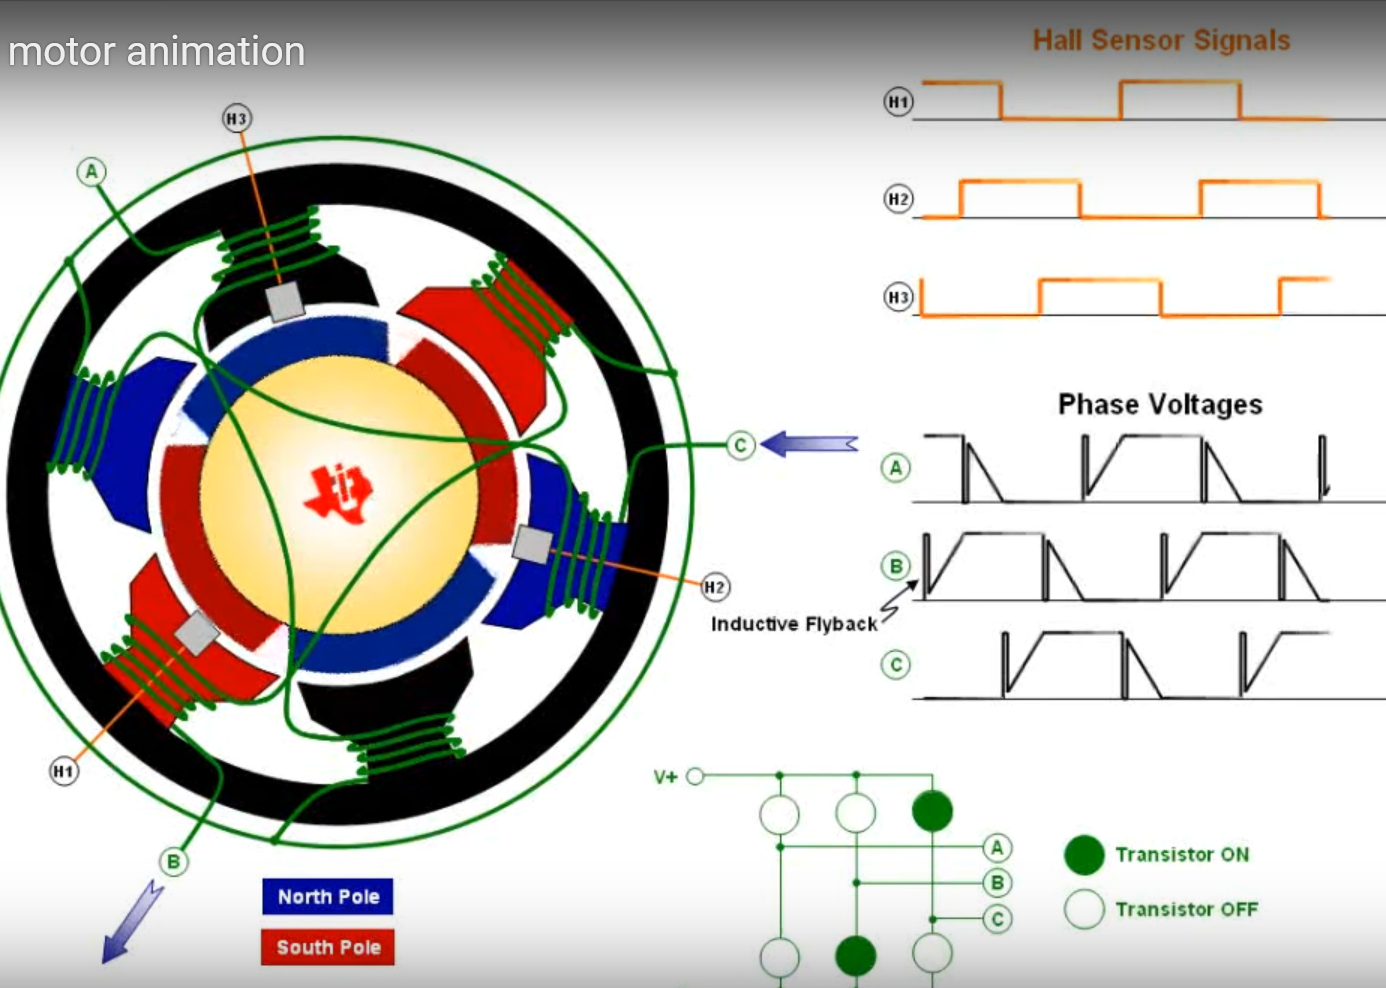 motor animation
Hall Sensor Signals
H1
H2
H3
H3
A
C
H2
H1
B
North Pole
South Pole
Phase Voltages
A
B
Inductive Flyback
C
V+
A
B
C
Transistor ON
Transistor OFF